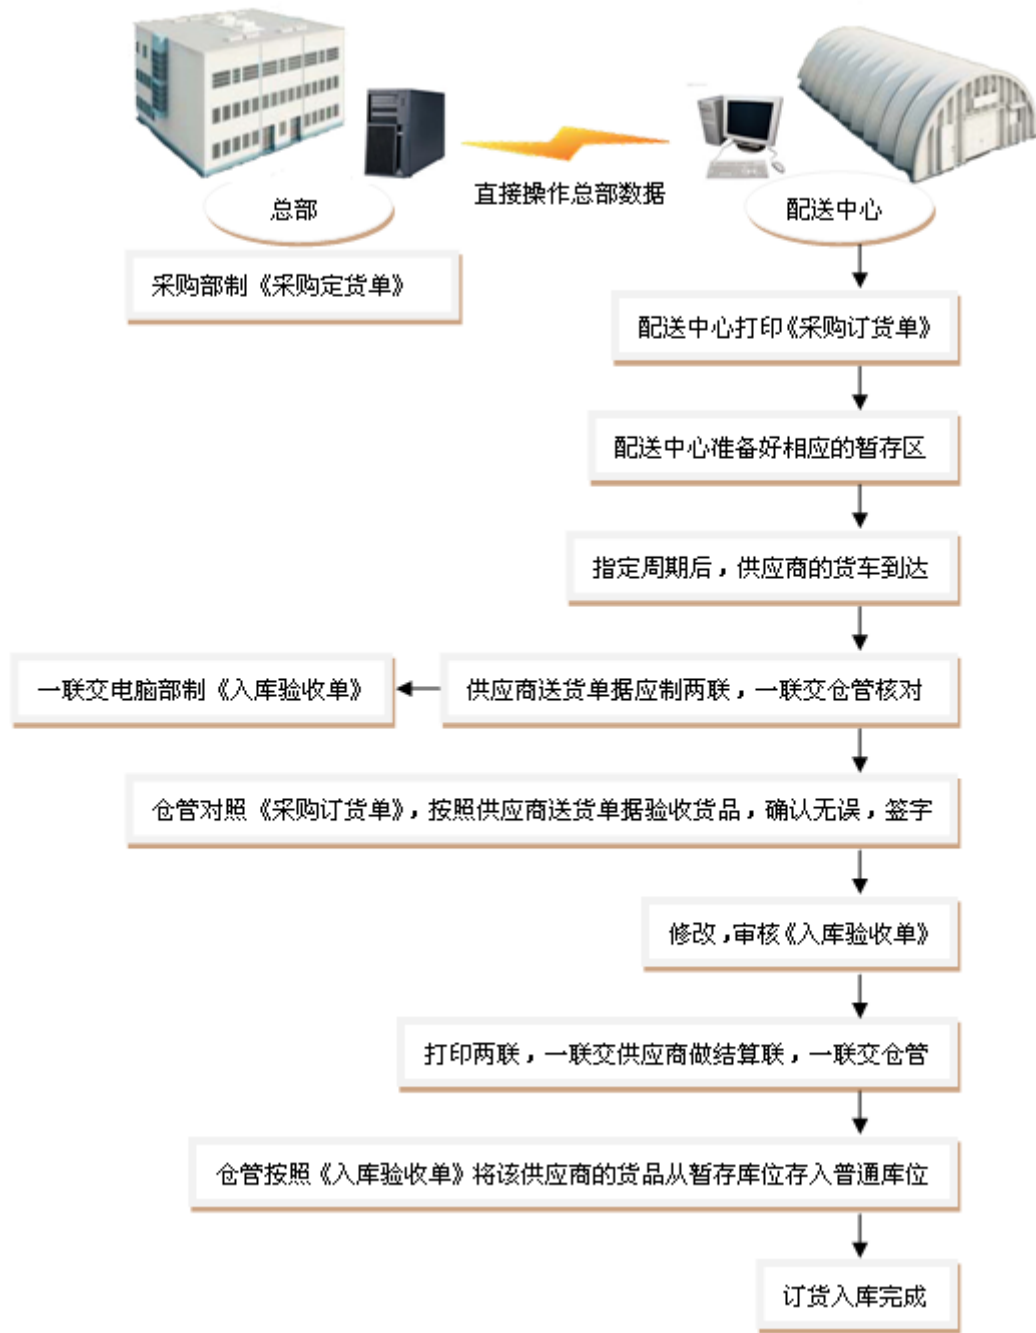 直接操作总部数据
总部
配送中心
采购部制《采购定货单》
配送中心打印《采购订货单》
配送中心准备好相应的暂存区
指定周期后，供应商的货车到达
一联交电脑部制《入库验收单》
供应商送货单据应制两联，一联交仓管核对
仓管对照《采购订货单》，按照供应商送货单据验收货品，确认无误，签字
修改，审核《入库验收单》
打印两联，一联交供应商做结算联，一联交仓管
仓管按照《入库验收单》将该供应商的货品从暂存库位存入普通库位
订货入库完成